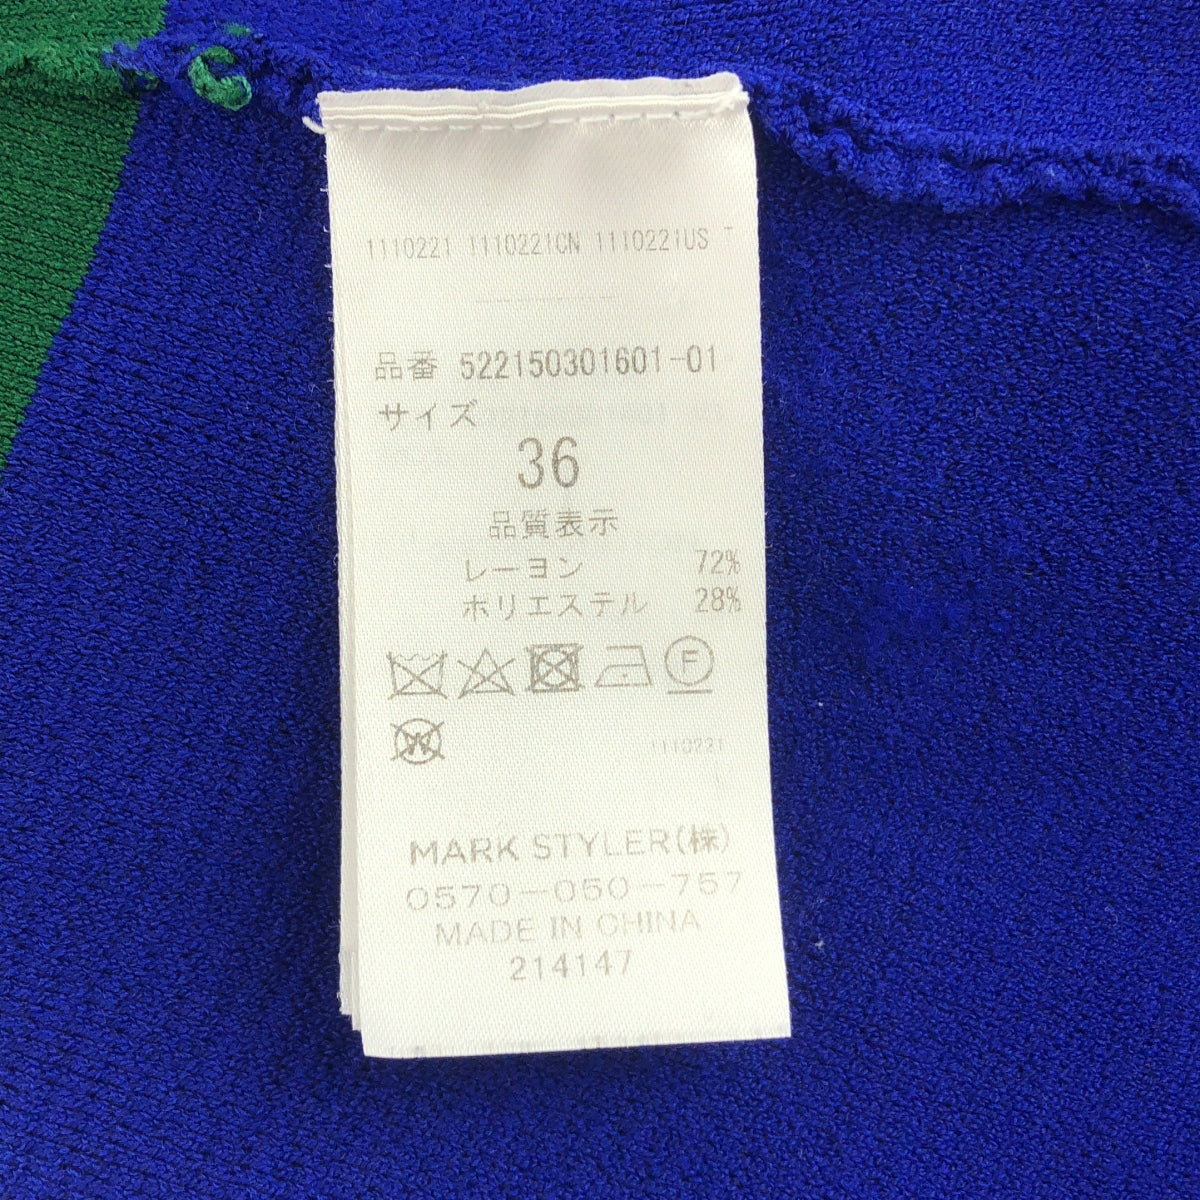 1110221 1110221CN 1110221US T
品番 522150301601-01
サイズ
36
品質表示
レーヨン 72%
ポリエステル 28%
F
W
1110221
MARK STYLER(株)
0570-050-757
MADE IN CHINA
214147